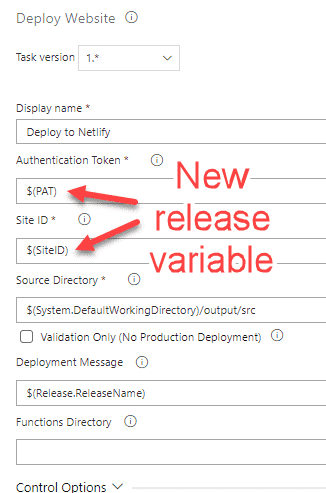 Deploy Website
Task version
1.*
Display name *
Deploy to Netlify
Authentication Token *
$(PAT)
New
release
variable
Site ID *
$(SiteID)
Source Directory *
$(System.DefaultWorkingDirectory)/output/src
Validation Only (No Production Deployment)
Deployment Message
$(Release.ReleaseName)
Functions Directory
Control Options